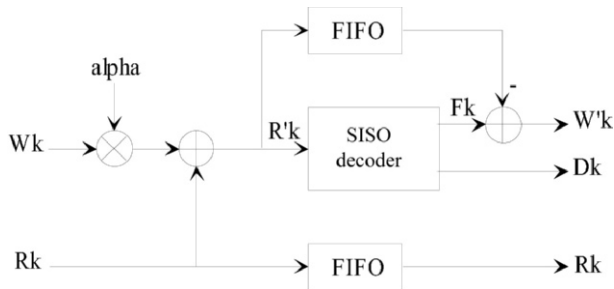 FIFO
alpha
-
Fk
W'k
Wk
R'k
SISO
decoder
Dk
Rk
FIFO
Rk